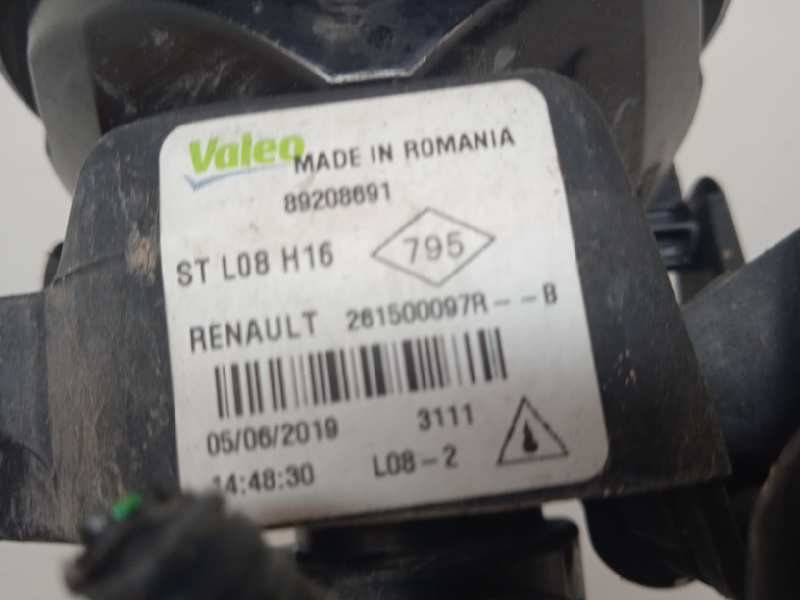 Valeo MADE IN ROMANIA
89208691
ST L08 H16 795
RENAULT 261500097R--B
05/06/2019 3111
14:48:30 L08-2